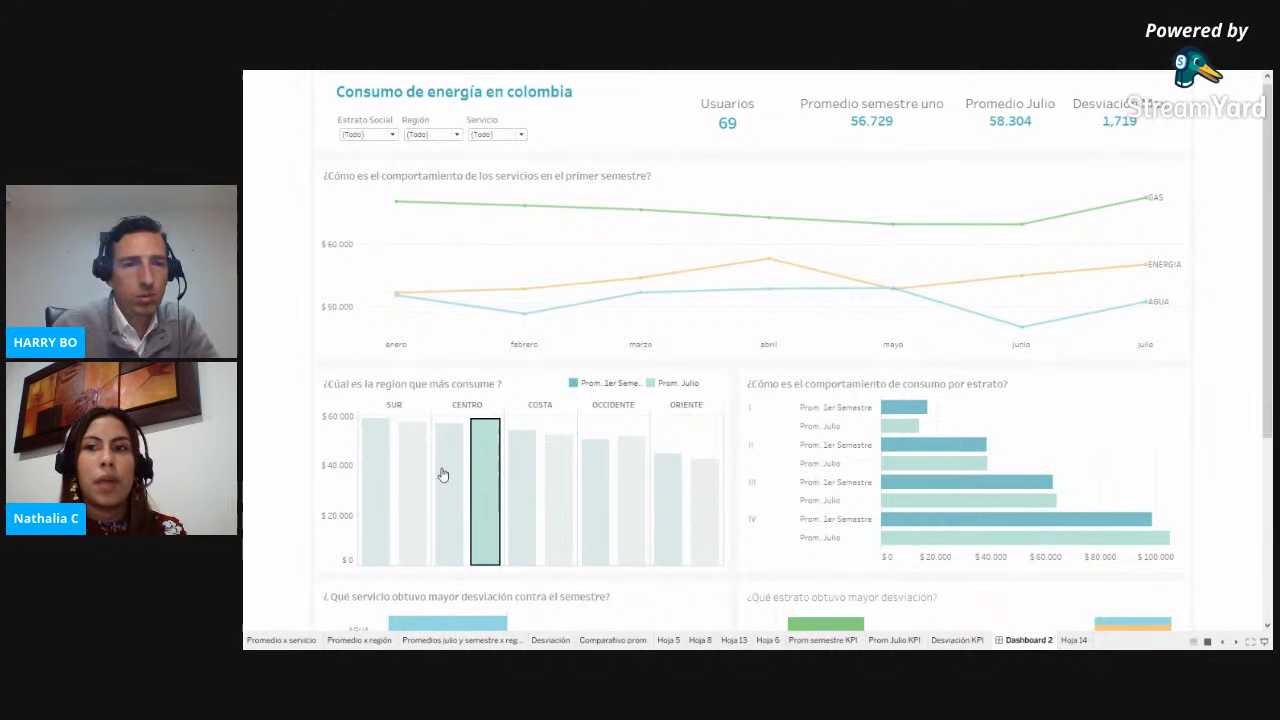 Powered by
StreamYard
HARRY BO
Nathalia C
Consumo de energía en colombia
Estrato Social
Región
Servicio
(Todo)
(Todo)
(Todo)
Usuarios
69
Promedio semestre uno
56.729
Promedio Julio
58.304
Desviación
1,719
¿Cómo es el comportamiento de los servicios en el primer semestre?
$ 60.000
$ 50.000
GAS
ENERGIA
AGUA
enero
febrero
marzo
abril
mayo
junio
julio
¿Cúal es la region que más consume ?
Prom. 1er Seme..
Prom. Julio
SUR
CENTRO
COSTA
OCCIDENTE
ORIENTE
$ 60.000
$ 40.000
$ 20.000
$ 0
¿Cómo es el comportamiento de consumo por estrato?
I
Prom. 1er Semestre
Prom. Julio
II
Prom. 1er Semestre
Prom. Julio
III
Prom. 1er Semestre
Prom. Julio
IV
Prom. 1er Semestre
Prom. Julio
$ 0
$ 20.000
$ 40.000
$ 60.000
$ 80.000
$ 100.000
¿ Qué servicio obtuvo mayor desviación contra el semestre?
AGUA
¿Qué estrato obtuvo mayor desviación?
Promedio x servicio
Promedio x región
Promedios julio y semestre x reg...
Desviación
Comparativo prom
Hoja 5
Hoja 8
Hoja 13
Hoja 6
Prom semestre KPI
Prom Julio KPI
Desviación KPI
Dashboard 2
Hoja 14